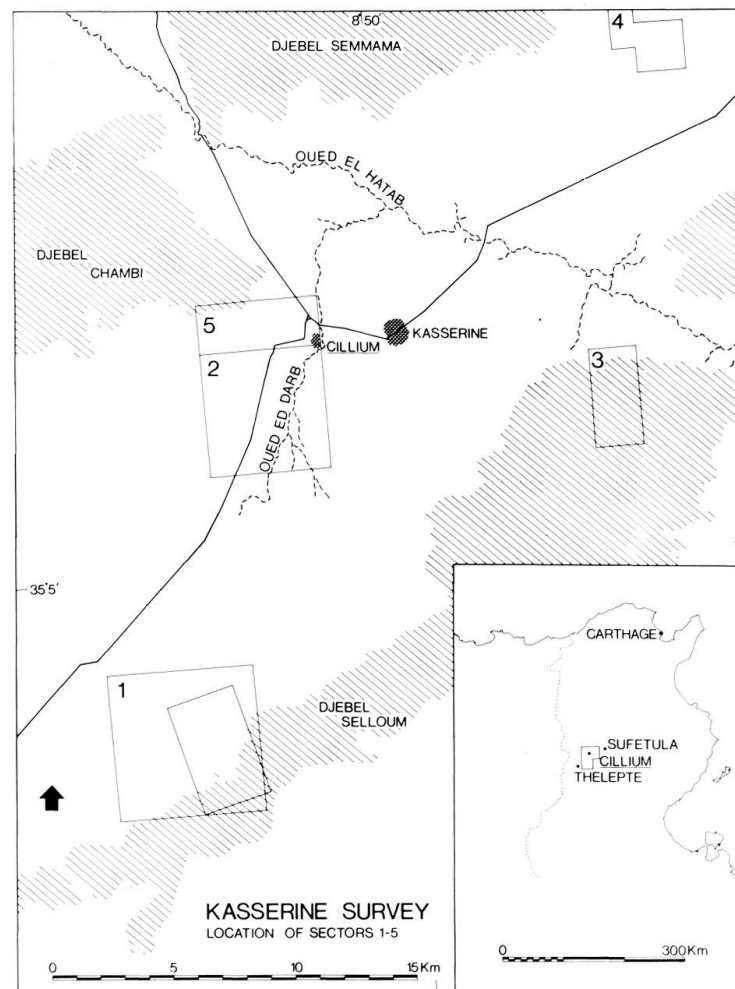 8°50'
4
DJEBEL SEMMAMA
OUED EL HATAB
DJEBEL
CHAMBI
5
KASSERINE
CILLIUM
2
3
OUED ED DARB
35°5'
CARTHAGE
1
DJEBEL
SELLOUM
SUFETULA
CILLIUM
THELEPTE
KASSERINE SURVEY
LOCATION OF SECTORS 1-5
0 300 Km
0 5 10 15 Km